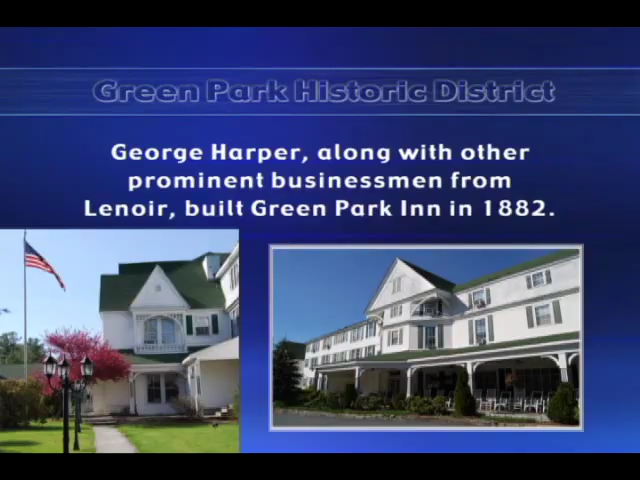 Green Park Historic District
George Harper, along with other
prominent businessmen from
Lenoir, built Green Park Inn in 1882.